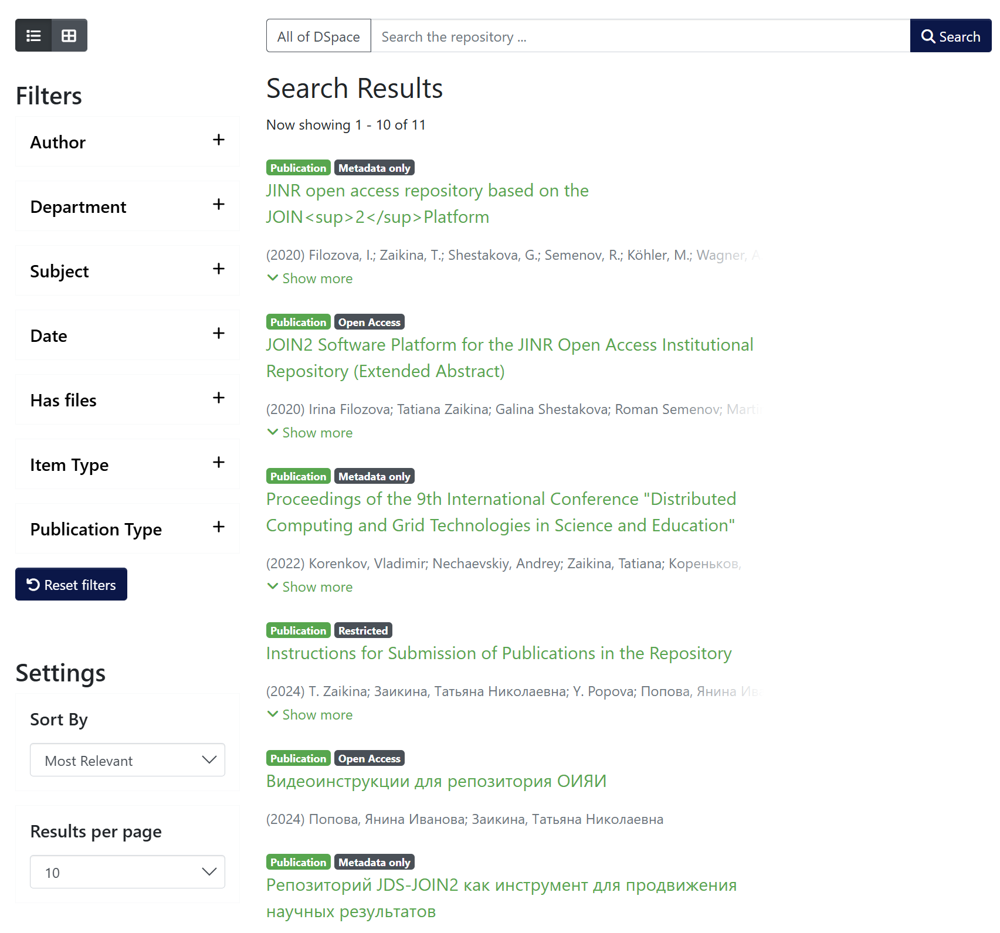 All of DSpace
Search the repository ...
Search
Filters
Author
Department
Subject
Date
Has files
Item Type
Publication Type
Reset filters
Settings
Sort By
Most Relevant
Results per page
10
Search Results
Now showing 1 - 10 of 11
Publication Metadata only
JINR open access repository based on the
JOIN<sup>2</sup>Platform
(2020) Filozova, I.; Zaikina, T.; Shestakova, G.; Semenov, R.; Köhler, M.; Wagner, A
Show more
Publication Open Access
JOIN2 Software Platform for the JINR Open Access Institutional
Repository (Extended Abstract)
(2020) Irina Filozova; Tatiana Zaikina; Galina Shestakova; Roman Semenov; Marti
Show more
Publication Metadata only
Proceedings of the 9th International Conference "Distributed
Computing and Grid Technologies in Science and Education"
(2022) Korenkov, Vladimir; Nechaevskiy, Andrey; Zaikina, Tatiana; Кореньков,
Show more
Publication Restricted
Instructions for Submission of Publications in the Repository
(2024) T. Zaikina; Заикина, Татьяна Николаевна; Y. Popova; Попова, Янина Ива
Show more
Publication Open Access
Видеоинструкции для репозитория ОИЯИ
(2024) Попова, Янина Иванова; Заикина, Татьяна Николаевна
Publication Metadata only
Репозиторий JDS-JOIN2 как инструмент для продвижения
научных результатов